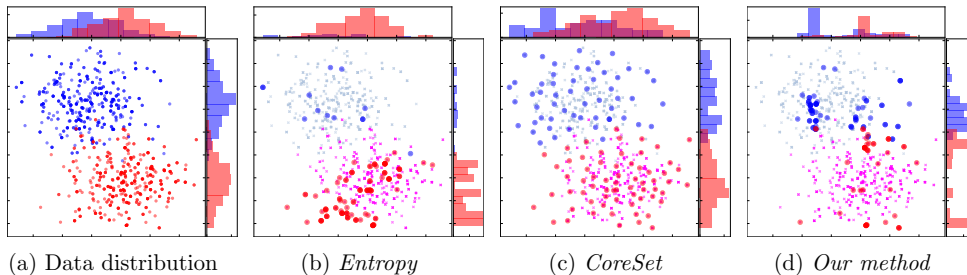 (a) Data distribution
(b) Entropy
(c) CoreSet
(d) Our method